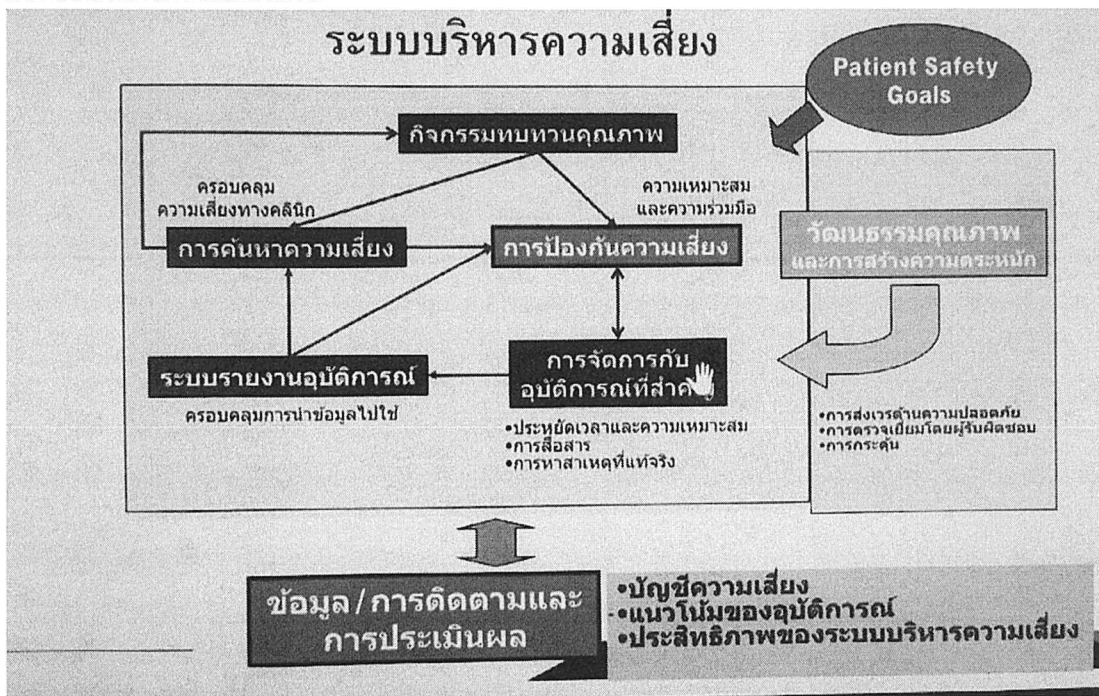 ระบบบริหารความเสี่ยง
Patient Safety
Goals
กิจกรรมทบทวนคุณภาพ
ครอบคลุม
ความเสี่ยงทางคลินิก
ความเหมาะสม
และความร่วมมือ
การค้นหาความเสี่ยง
การป้องกันความเสี่ยง
วัฒนธรรมคุณภาพ
และการสร้างความตระหนัก
ระบบรายงานอุบัติการณ์
ครอบคลุมการนำข้อมูลไปใช้
การจัดการกับ
อุบัติการณ์ที่
•ประหยัดเวลาและความเหมาะสม
•การสื่อสาร
•การหาสาเหตุที่แท้จริง
•การส่งเวรด้านความปลอดภัย
•การตรวจเยี่ยมโดยผู้รับผิดชอบ
•การกระตุ้น
ข้อมูล/การติดตามและ
การประเมินผล
•บัญชีความเสี่ยง
•แนวโน้มของอุบัติการณ์
•ประสิทธิภาพของระบบบริหารความเสี่ยง